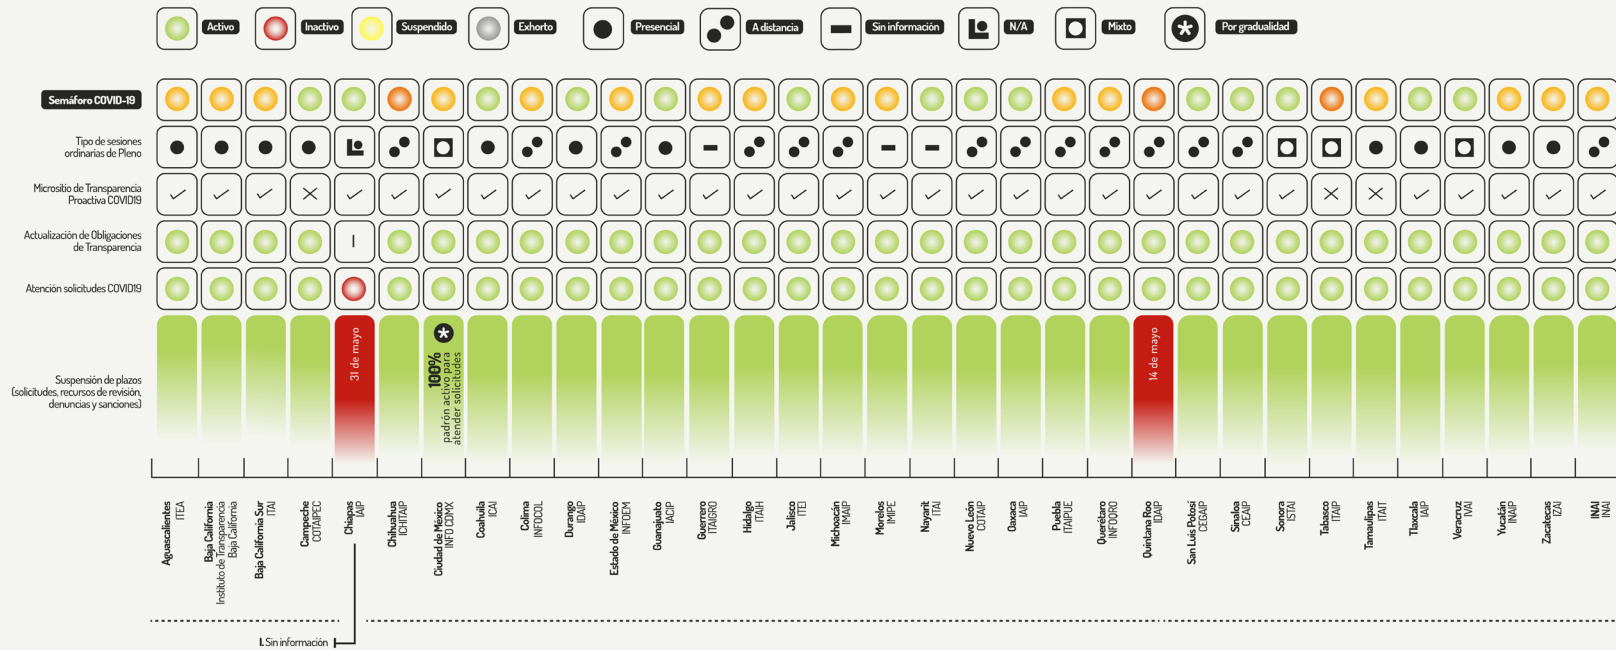 Activo
Inactivo
Suspendido
Exhorto
Presencial
A distancia
Sin información
N/A
Mixto
Por gradualidad
Semáforo COVID-19
Tipo de sesiones
ordinarias de Pleno
Micrositio de Transparencia
Proactiva COVID19
Actualización de Obligaciones
de Transparencia
Atención solicitudes COVID19
Suspensión de plazos
(solicitudes, recursos de revisión,
denuncias y sanciones)
31 de mayo
100%
padrón activo para
atender solicitudes
14 de mayo
Aguascalientes
ITEA
Baja California
Instituto de Transparencia
Baja California
Baja California Sur
ITAI
Campeche
COTAIPEC
Chiapas
IAIP
Chihuahua
ICHITAIP
Ciudad de México
INFO CDMX
Coahuila
ICAI
Colima
INFOCOL
Durango
IDAIP
Estado de México
INFOEM
Guanajuato
IACIP
Guerrero
ITAIGRO
Hidalgo
ITAIH
Jalisco
ITEI
Michoacán
IMAIP
Morelos
IMIPE
Nayarit
ITAI
Nuevo León
COTAIP
Oaxaca
IAIP
Puebla
ITAIPUE
Querétaro
INFOQRO
Quintana Roo
IDAIP
San Luis Potosí
CEGAIP
Sinaloa
CEAIP
Sonora
ISTAI
Tabasco
ITAIP
Tamaulipas
ITAIT
Tlaxcala
IAIP
Veracruz
IVAI
Yucatán
INAIP
Zacatecas
IZAI
INAI
INAI
I. Sin información